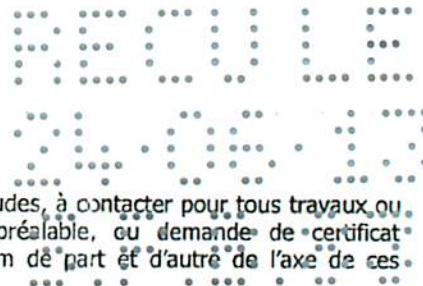 RECU LE
24·06·13
udes, à contacter pour tous travaux ou
préalable, ou demande de certificat
m de part et d'autre de l'axe de ces